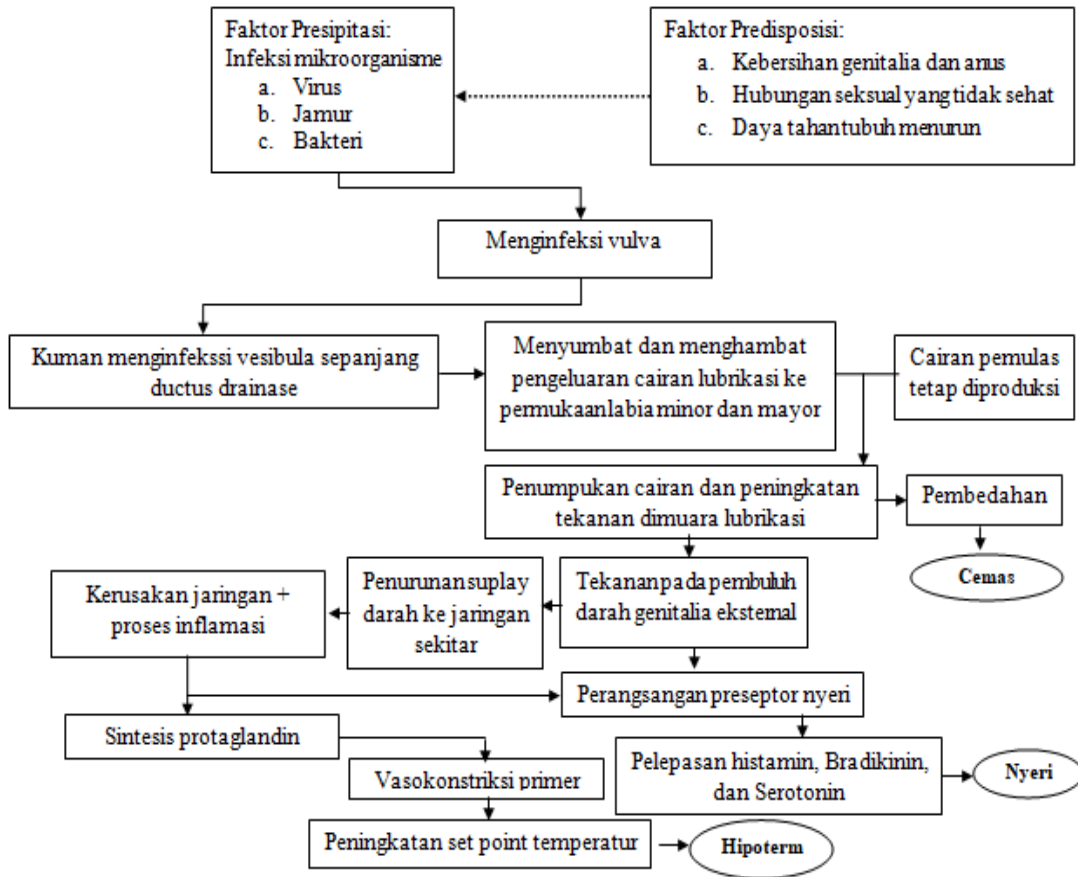 Faktor Presipitasi:
Infeksi mikroorganisme
a. Virus
b. Jamur
c. Bakteri
Faktor Predisposisi:
a. Kebersihan genitalia dan anus
b. Hubungan seksual yang tidak sehat
c. Daya tahantubuh menurun
Menginfeksi vulva
Kuman menginfekssi vesibula sepanjang
ductus drainase
Menyumbat dan menghambat
pengeluaran cairan lubrikasi ke
permukaanlabia minor dan mayor
Cairan pemulas
tetap diproduksi
Penumpukan cairan dan peningkatan
tekanan dimuara lubrikasi
Pembedahan
Cemas
Kerusakan jaringan +
proses inflamasi
Penurunan suplay
darah ke jaringan
sekitar
Tekanan pada pembuluh
darah genitalia eksternal
Perangsangan preseptor nyeri
Sintesis protaglandin
Vasokonstriksi primer
Pelepasan histamin, Bradikinin,
dan Serotonin
Nyeri
Peningkatan set point temperatur
Hipoterm